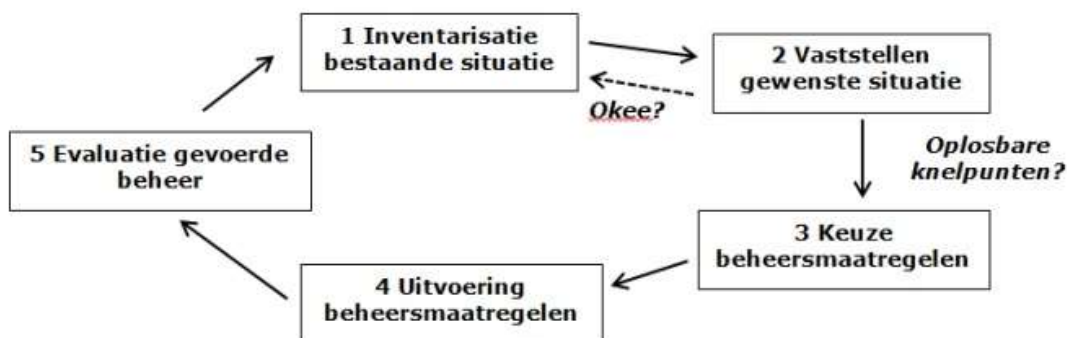 1 Inventarisatie
bestaande situatie
2 Vaststellen
gewenste situatie
Okee?
Oplosbare
knelpunten?
3 Keuze
beheersmaatregelen
4 Uitvoering
beheersmaatregelen
5 Evaluatie gevoerde
beheer